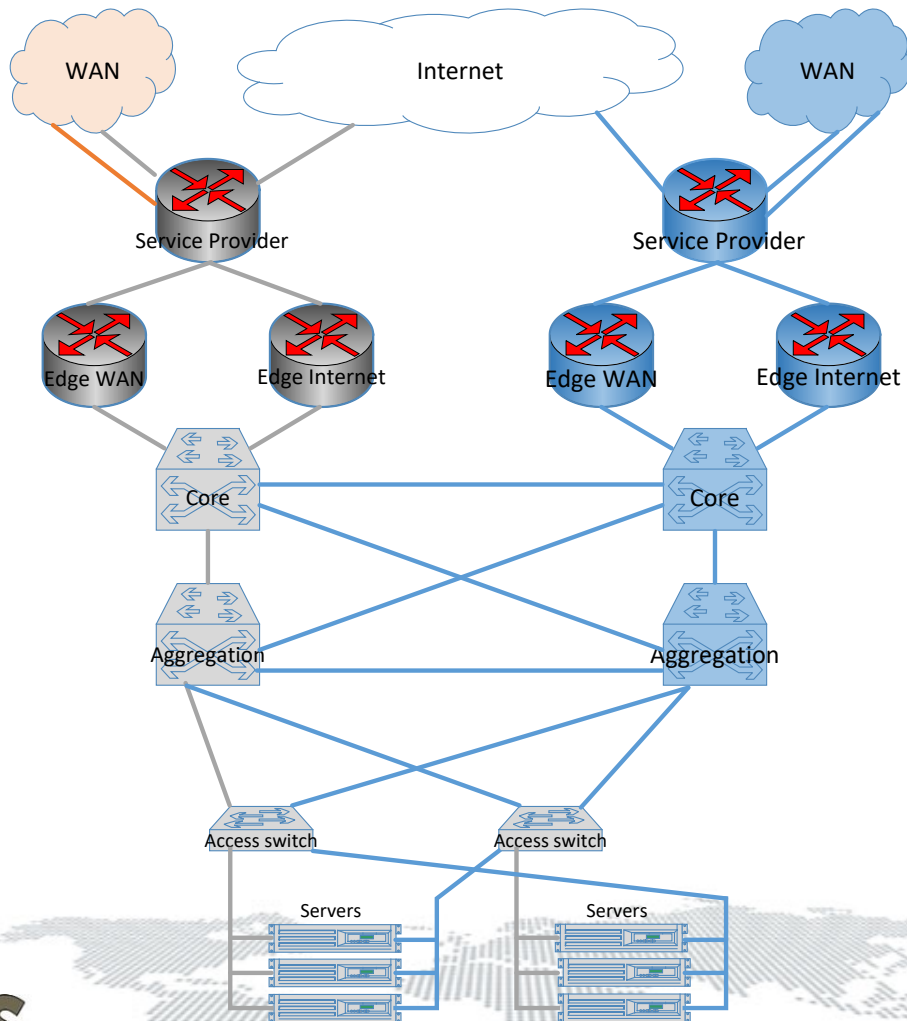 WAN
Internet
WAN
Service Provider
Service Provider
Edge WAN
Edge Internet
Edge WAN
Edge Internet
Core
Core
Aggregation
Aggregation
Access switch
Access switch
Servers
Servers